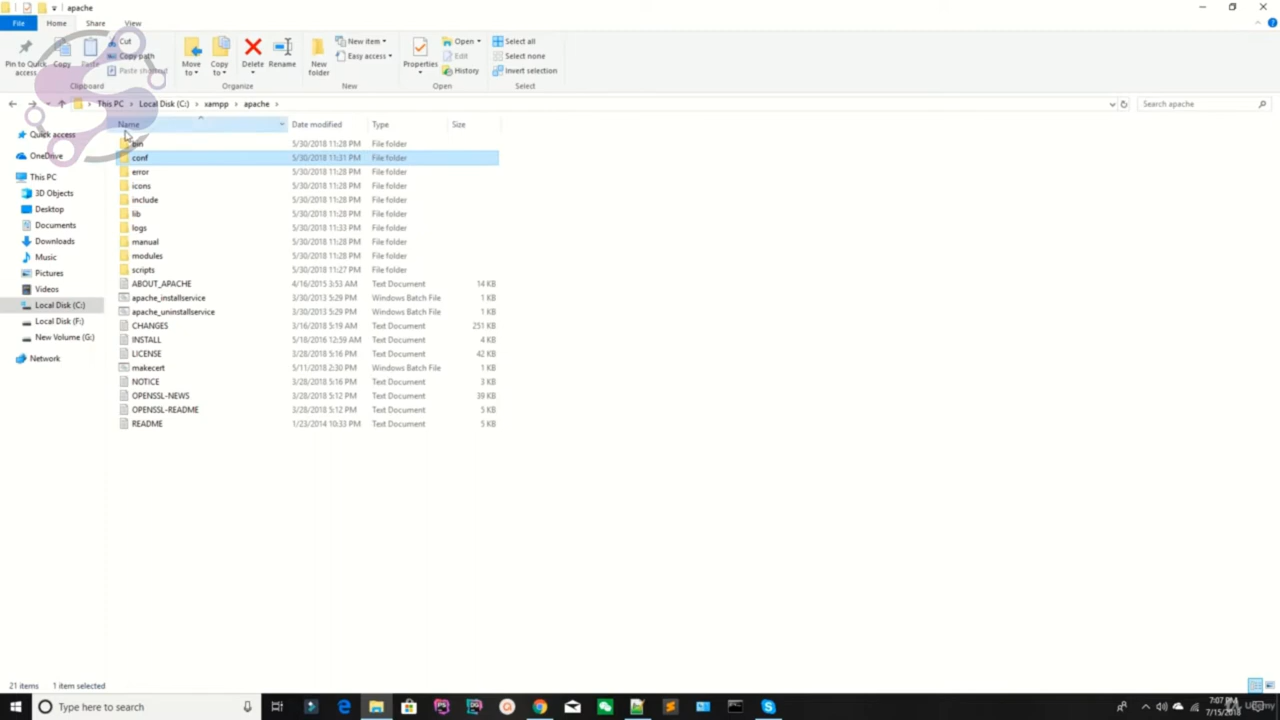 apache
File Home Share View
Pin to Quick access
Copy
Paste
Cut
Copy path
Paste shortcut
Clipboard
Move to
Copy to
Delete
Rename
Organize
New folder
New item
Easy access
New
Properties
Open
Edit
History
Open
Select all
Select none
Invert selection
Select
This PC > Local Disk (C:) > xampp > apache >
Search apache
Name Date modified Type Size
Quick access
OneDrive
This PC
3D Objects
Desktop
Documents
Downloads
Music
Pictures
Videos
Local Disk (C:)
Local Disk (F:)
New Volume (G:)
Network
bin 5/30/2018 11:28 PM File folder
conf 5/30/2018 11:31 PM File folder
error 5/30/2018 11:28 PM File folder
icons 5/30/2018 11:28 PM File folder
include 5/30/2018 11:28 PM File folder
lib 5/30/2018 11:28 PM File folder
logs 5/30/2018 11:33 PM File folder
manual 5/30/2018 11:28 PM File folder
modules 5/30/2018 11:28 PM File folder
scripts 5/30/2018 11:27 PM File folder
ABOUT_APACHE 4/16/2015 3:53 AM Text Document 14 KB
apache_installservice 3/30/2013 5:29 PM Windows Batch File 1 KB
apache_uninstallservice 3/30/2013 5:29 PM Windows Batch File 1 KB
CHANGES 3/16/2018 5:19 AM Text Document 251 KB
INSTALL 5/18/2016 12:59 AM Text Document 4 KB
LICENSE 3/28/2018 5:16 PM Text Document 42 KB
makecert 5/11/2018 2:30 PM Windows Batch File 1 KB
NOTICE 3/28/2018 5:16 PM Text Document 3 KB
OPENSSL-NEWS 3/28/2018 5:12 PM Text Document 39 KB
OPENSSL-README 3/28/2018 5:12 PM Text Document 5 KB
README 1/23/2014 10:33 PM Text Document 5 KB
21 items 1 item selected
Type here to search
7:07 PM
Udemy